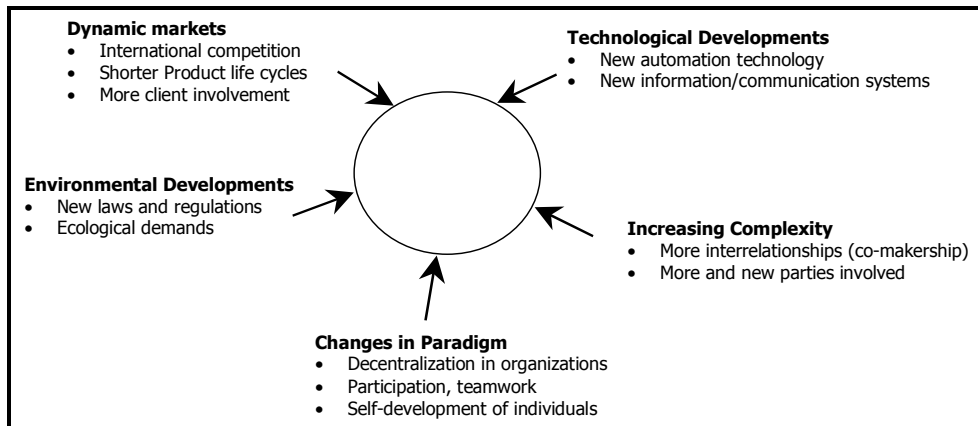 Dynamic markets
• International competition
• Shorter Product life cycles
• More client involvement
Technological Developments
• New automation technology
• New information/communication systems
Environmental Developments
• New laws and regulations
• Ecological demands
Increasing Complexity
• More interrelationships (co-makership)
• More and new parties involved
Changes in Paradigm
• Decentralization in organizations
• Participation, teamwork
• Self-development of individuals